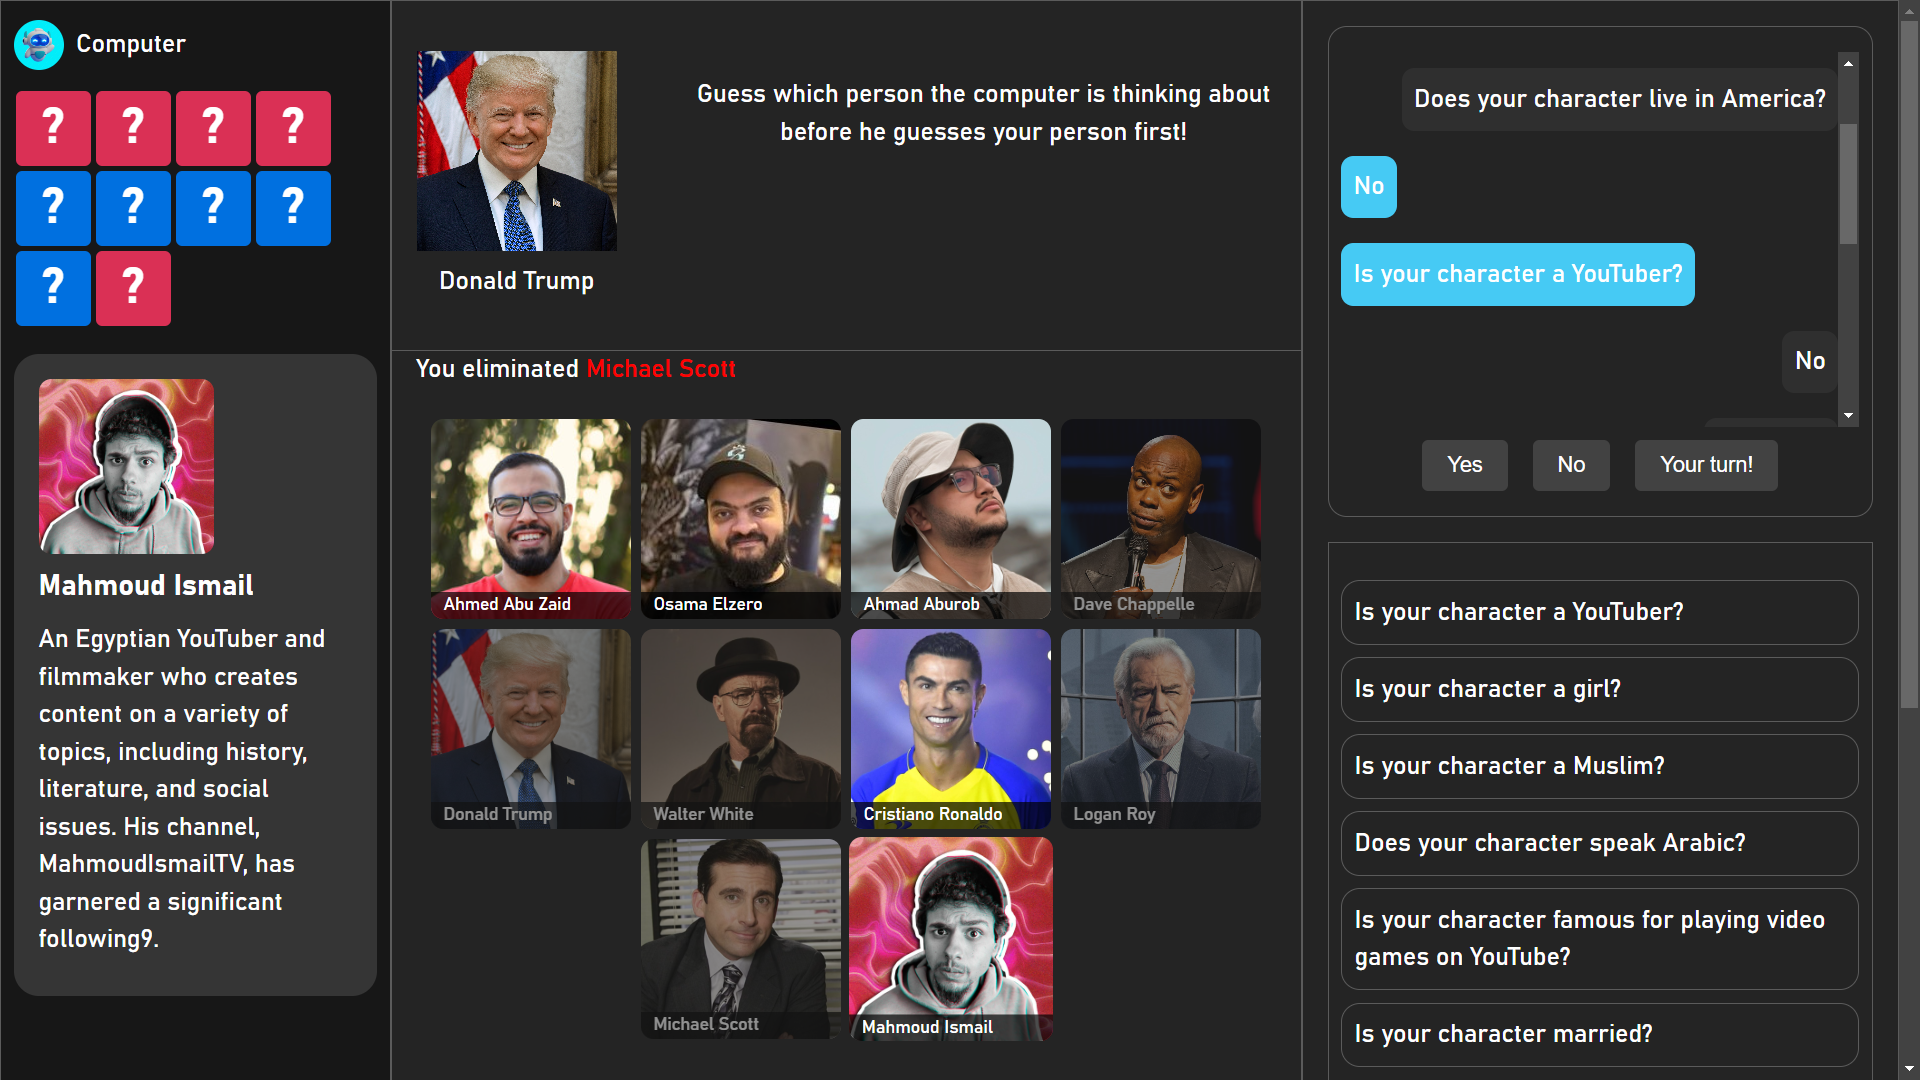 Computer
? ? ? ?
? ? ? ?
? ?
Mahmoud Ismail
An Egyptian YouTuber and
filmmaker who creates
content on a variety of
topics, including history,
literature, and social
issues. His channel,
MahmoudIsmailTV, has
garnered a significant
following9.
Donald Trump
Guess which person the computer is thinking about
before he guesses your person first!
You eliminated Michael Scott
Ahmed Abu Zaid
Osama Elzero
Ahmad Aburob
Dave Chappelle
Donald Trump
Walter White
Cristiano Ronaldo
Logan Roy
Michael Scott
Mahmoud Ismail
Does your character live in America?
No
Is your character a YouTuber?
No
Yes
No
Your turn!
Is your character a YouTuber?
Is your character a girl?
Is your character a Muslim?
Does your character speak Arabic?
Is your character famous for playing video
games on YouTube?
Is your character married?